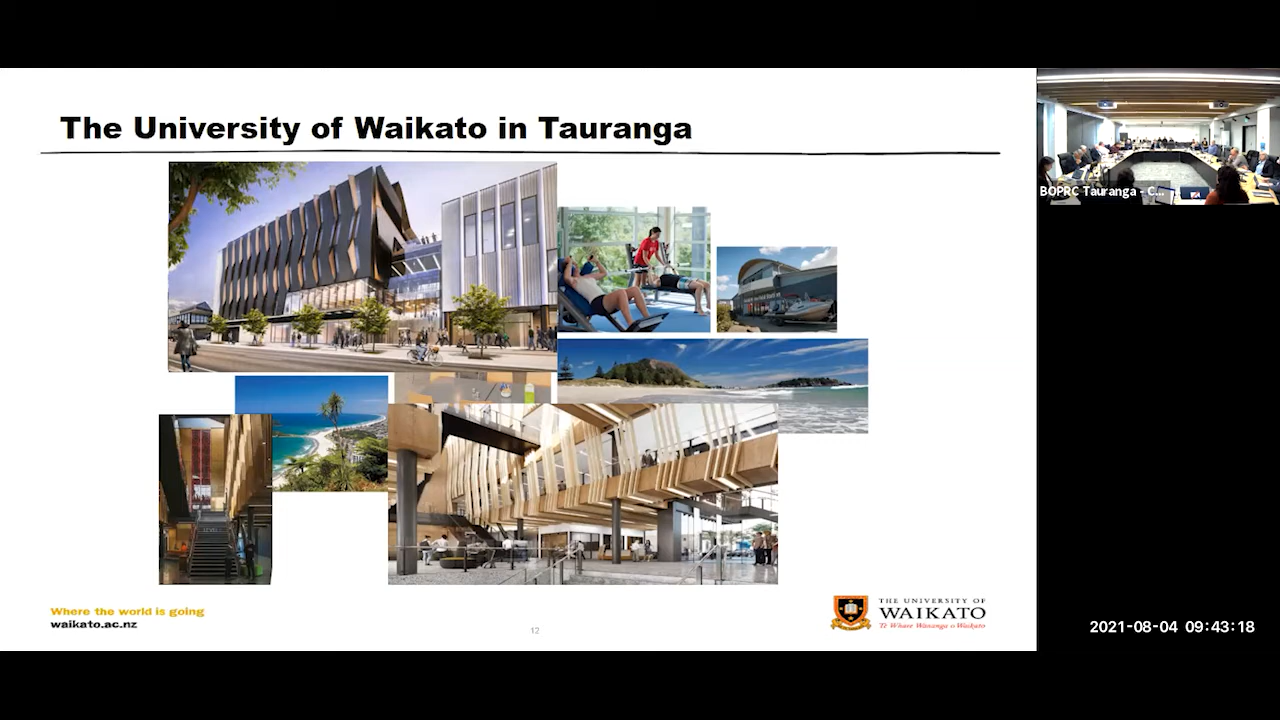 The University of Waikato in Tauranga
BOPRC Tauranga - C...
Where the world is going
waikato.ac.nz
12
THE UNIVERSITY OF
WAIKATO
Te Whare Wānanga o Waikato
2021-08-04 09:43:18